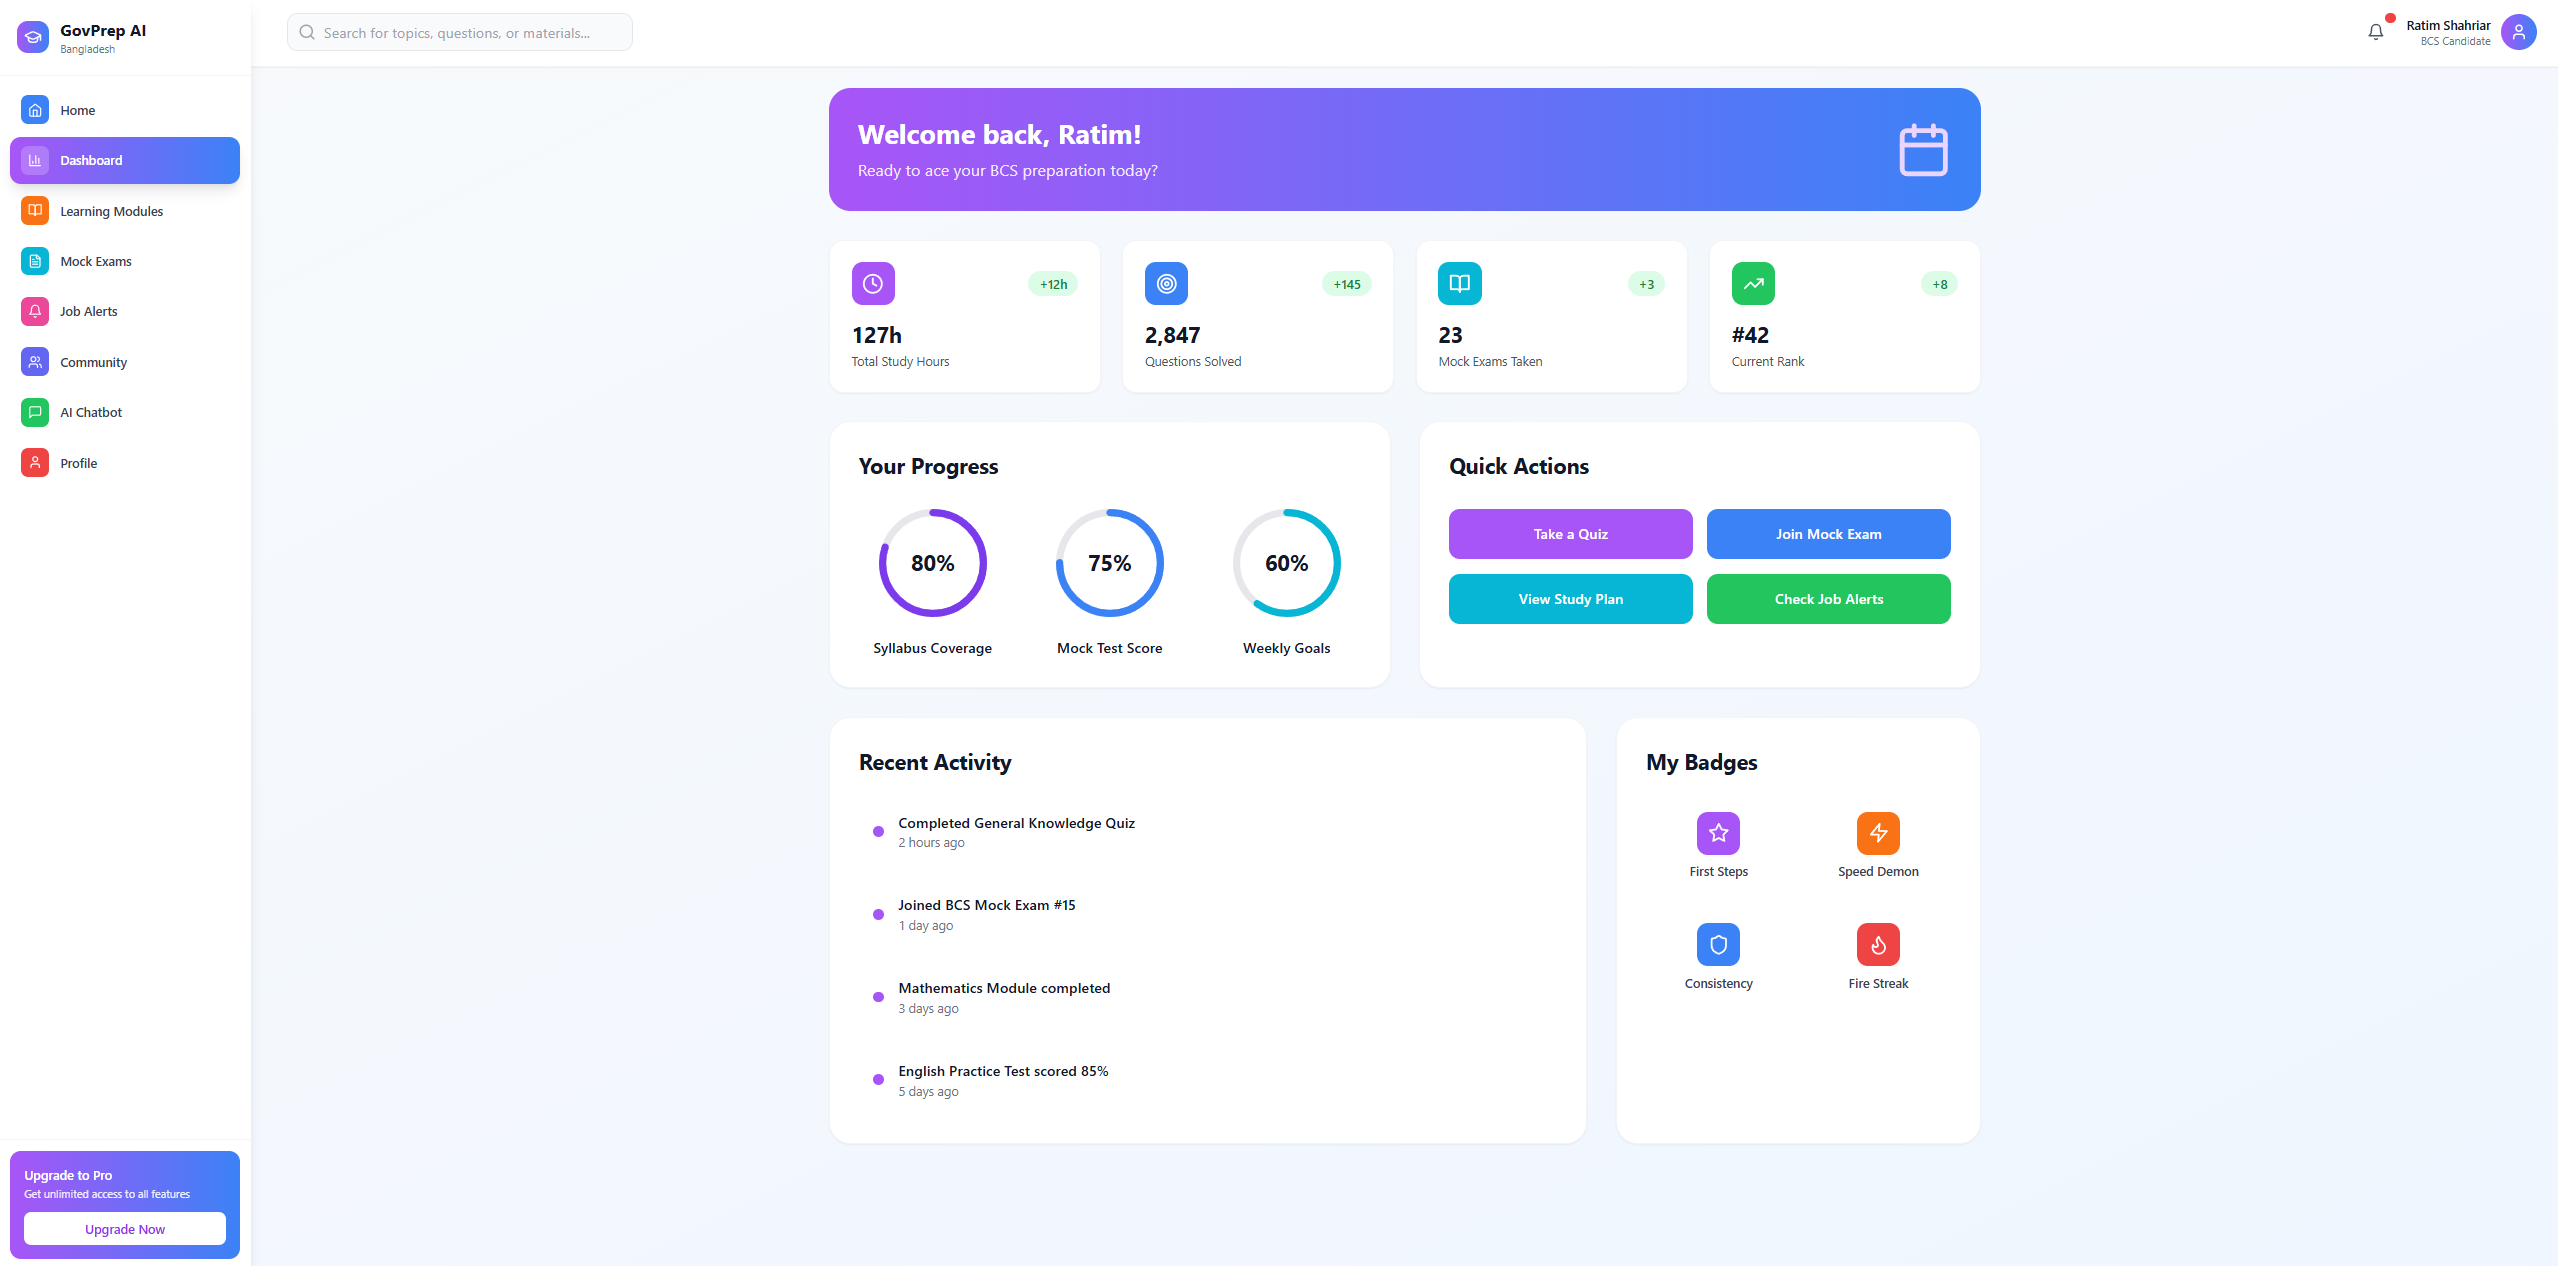 GovPrep AI
Bangladesh
Home
Dashboard
Learning Modules
Mock Exams
Job Alerts
Community
AI Chatbot
Profile
Upgrade to Pro
Get unlimited access to all features
Upgrade Now
Search for topics, questions, or materials...
Ratim Shahriar
BCS Candidate
Welcome back, Ratim!
Ready to ace your BCS preparation today?
+12h
127h
Total Study Hours
+145
2,847
Questions Solved
+3
23
Mock Exams Taken
+8
#42
Current Rank
Your Progress
80%
Syllabus Coverage
75%
Mock Test Score
60%
Weekly Goals
Quick Actions
Take a Quiz
Join Mock Exam
View Study Plan
Check Job Alerts
Recent Activity
Completed General Knowledge Quiz
2 hours ago
Joined BCS Mock Exam #15
1 day ago
Mathematics Module completed
3 days ago
English Practice Test scored 85%
5 days ago
My Badges
First Steps
Speed Demon
Consistency
Fire Streak